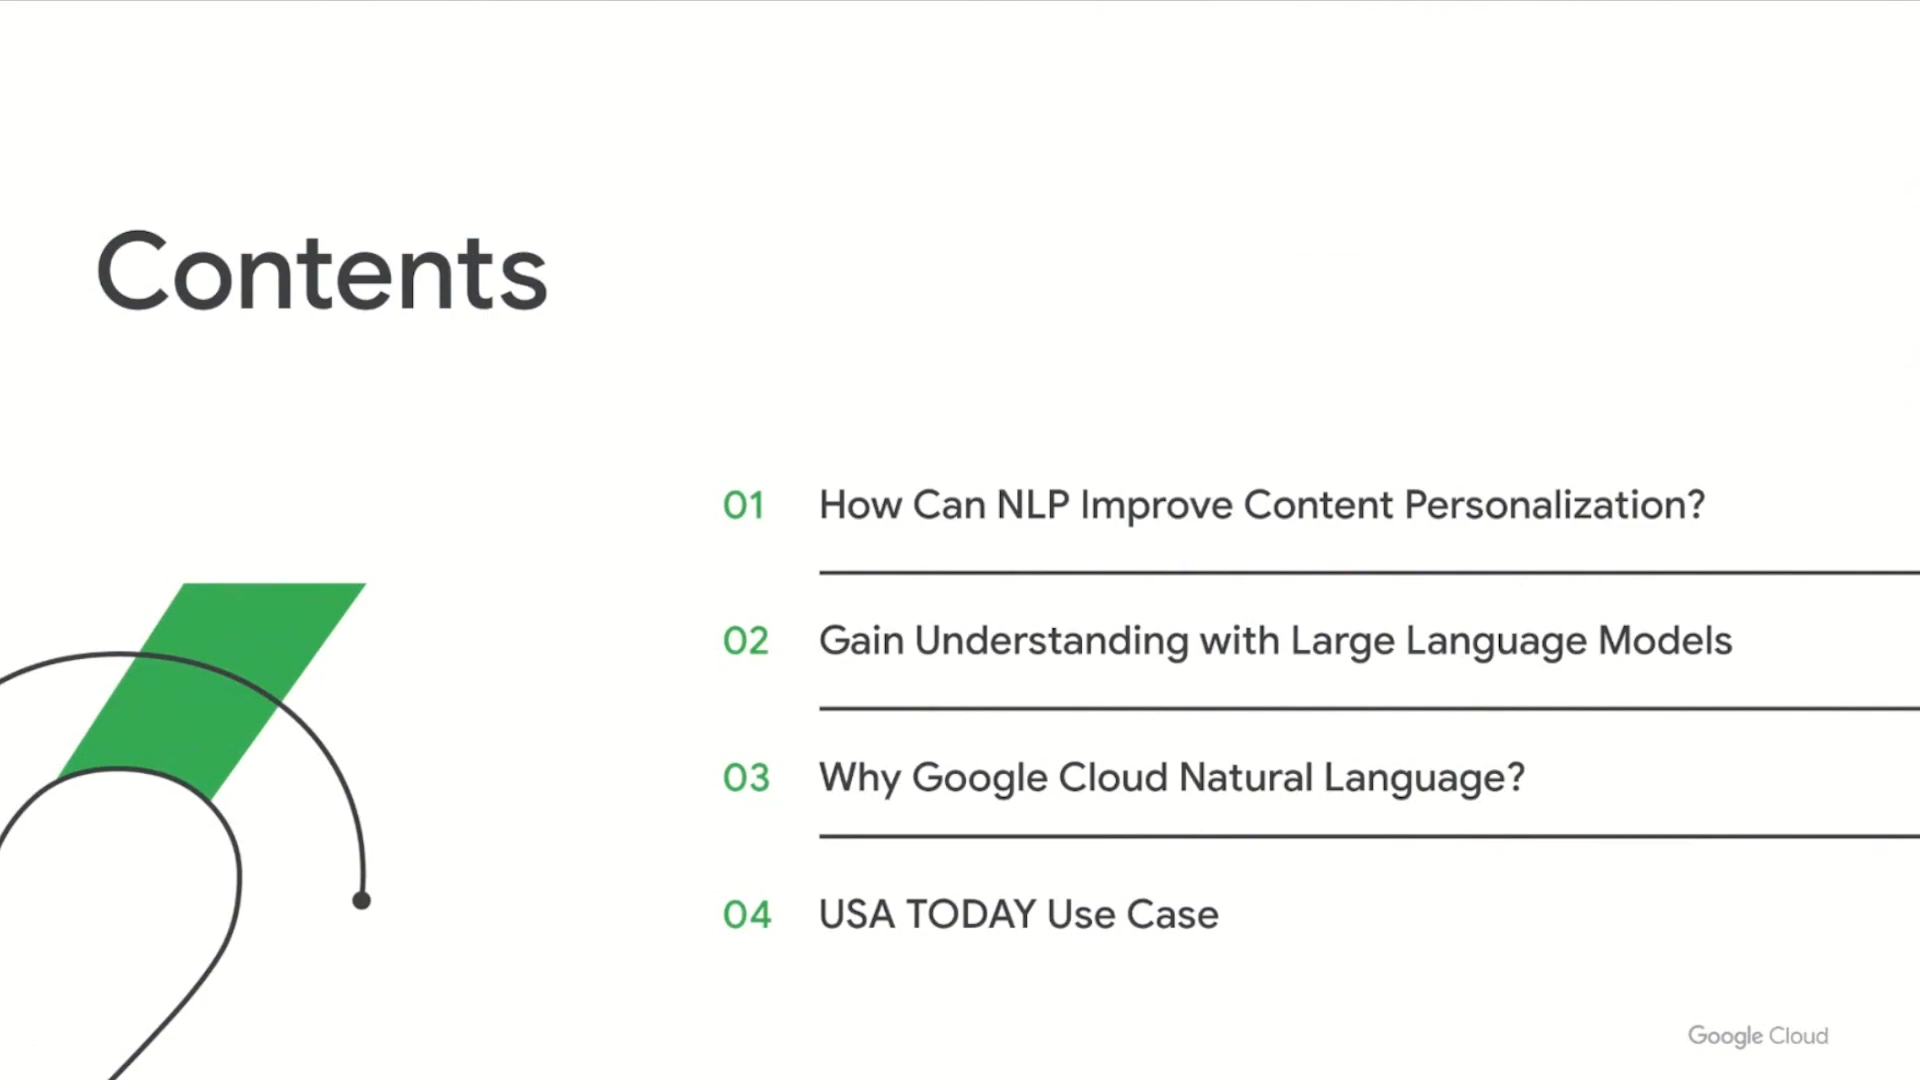 Contents
01 How Can NLP Improve Content Personalization?
02 Gain Understanding with Large Language Models
03 Why Google Cloud Natural Language?
04 USA TODAY Use Case
Google Cloud